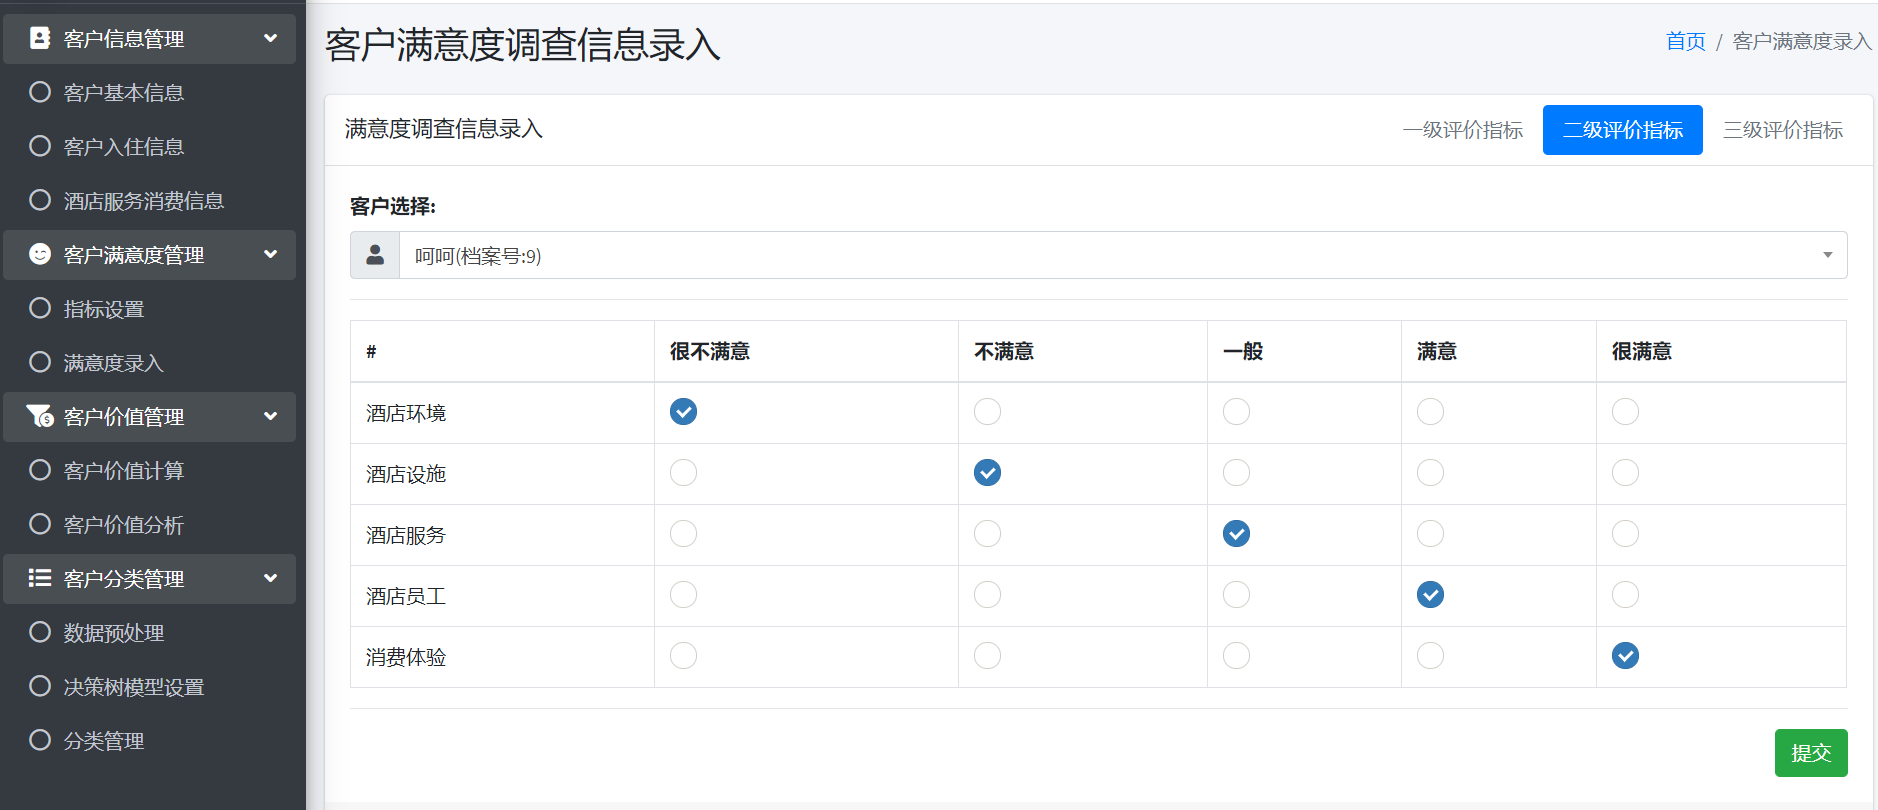 客户信息管理
客户基本信息
客户入住信息
酒店服务消费信息
客户满意度管理
指标设置
满意度录入
客户价值管理
客户价值计算
客户价值分析
客户分类管理
数据预处理
决策树模型设置
分类管理
客户满意度调查信息录入
首页 / 客户满意度录入
满意度调查信息录入
一级评价指标 二级评价指标 三级评价指标
客户选择:
呵呵(档案号:9)
# 很不满意 不满意 一般 满意 很满意
酒店环境
酒店设施
酒店服务
酒店员工
消费体验
提交